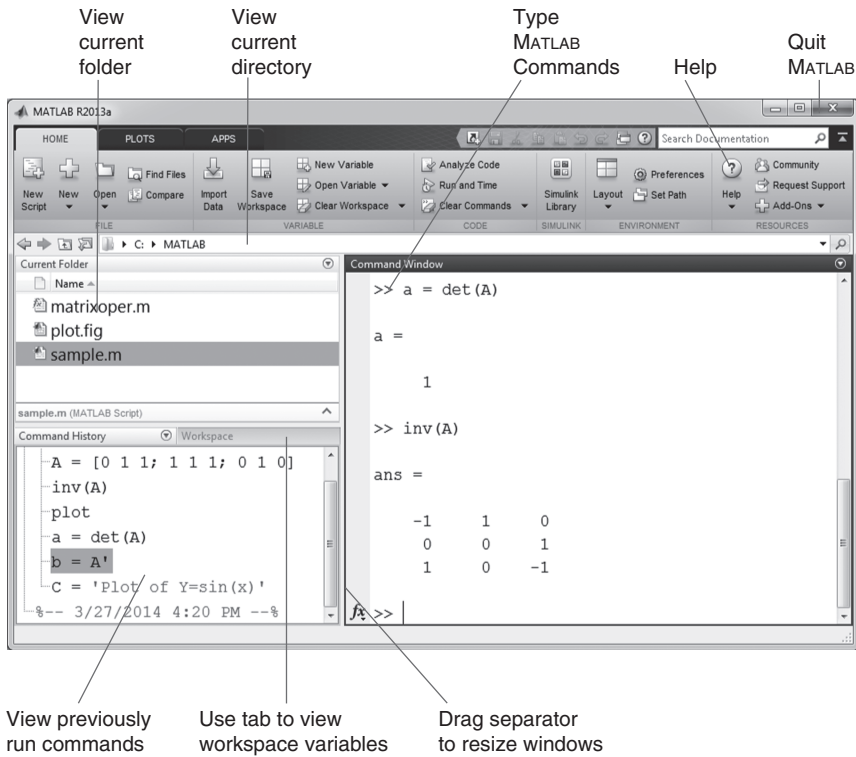 View View Type
current current MATLAB Quit
folder directory Commands Help MATLAB
MATLAB R2013a
HOME PLOTS APPS Search Documentation
New Script New Open Find Files Compare
FILE
Import Data Save Workspace New Variable Open Variable Clear Workspace
VARIABLE
Analyze Code Run and Time Clear Commands
CODE
Simulink Library
SIMULINK
Layout Preferences Set Path
ENVIRONMENT
Help Community Request Support Add-Ons
RESOURCES
C: MATLAB
Current Folder
Name
matrixoper.m
plot.fig
sample.m
sample.m (MATLAB Script)
Command History Workspace
A = [0 1 1; 1 1 1; 0 1 0]
inv(A)
plot
a = det(A)
b = A'
C = 'Plot of Y=sin(x)'
%-- 3/27/2014 4:20 PM --%
Command Window
>> a = det(A)
a =
1
>> inv(A)
ans =
-1 1 0
0 0 1
1 0 -1
fx >>
View previously Use tab to view Drag separator
run commands workspace variables to resize windows